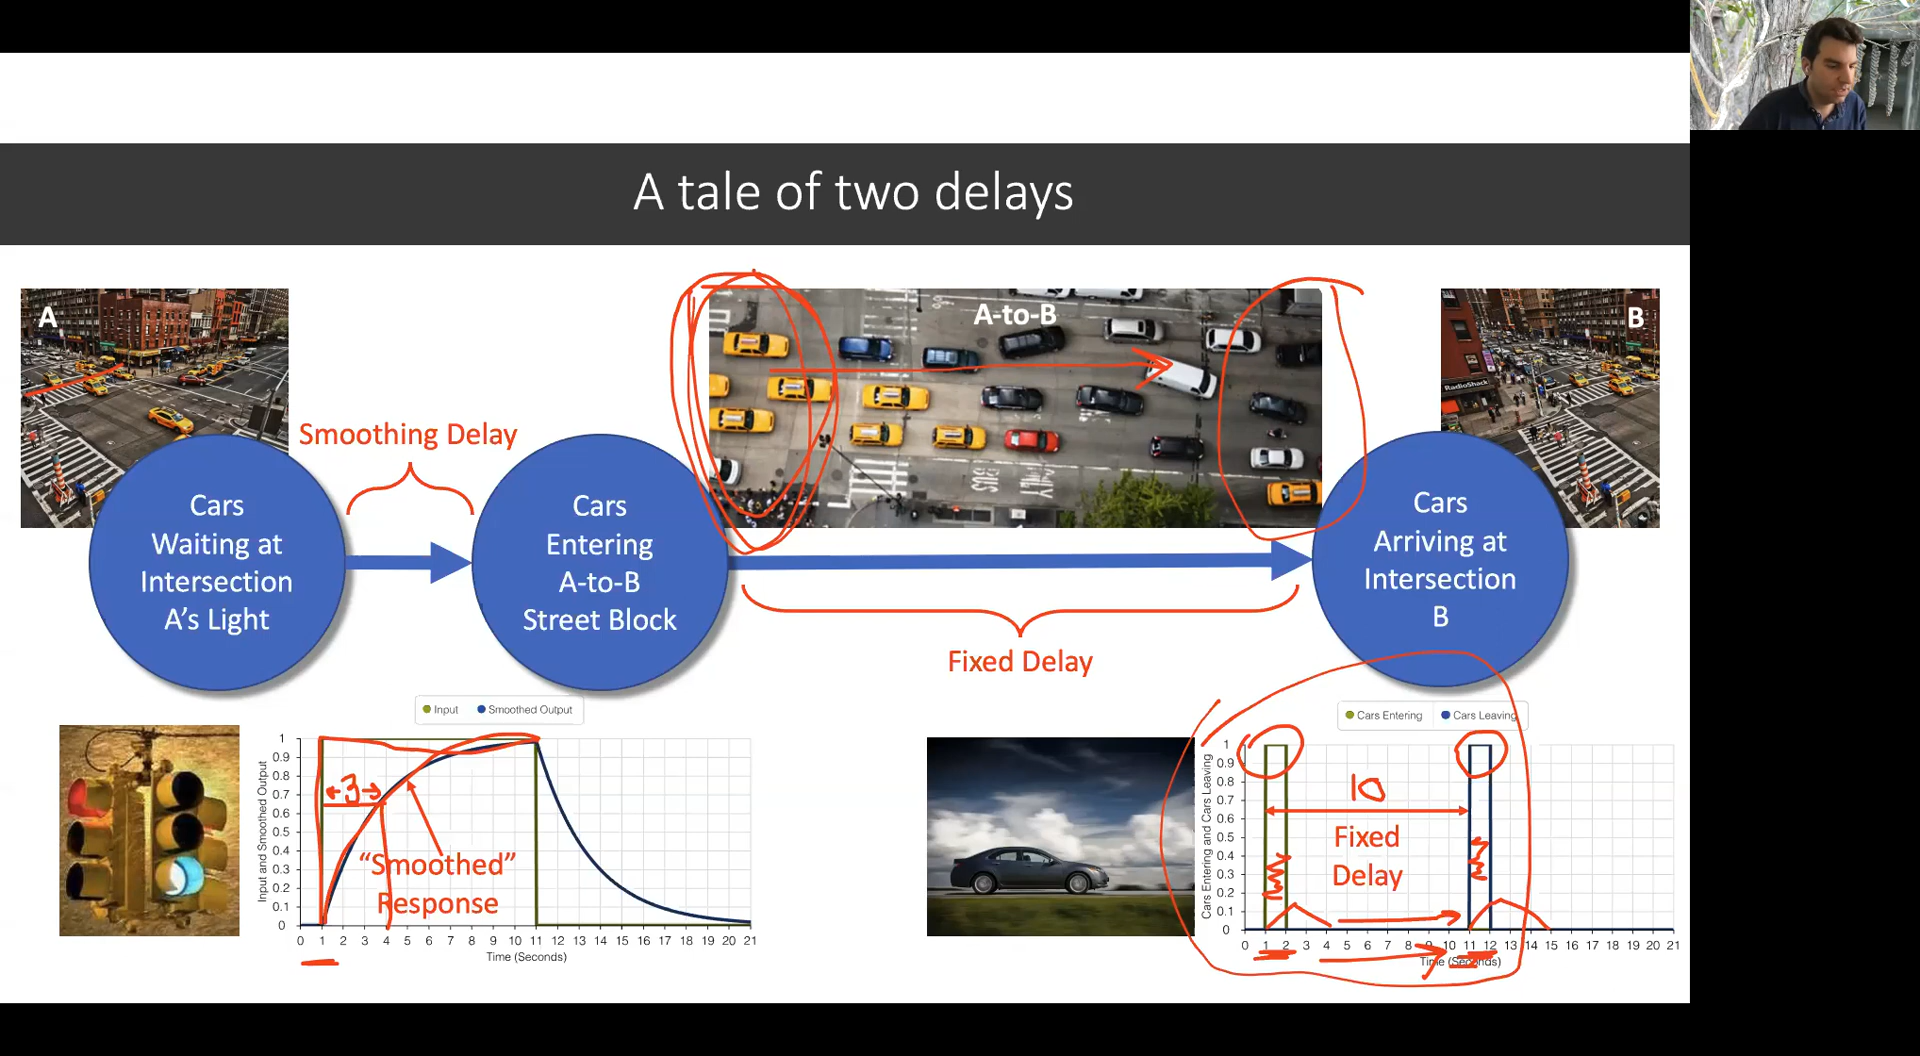 A tale of two delays
A
A-to-B
B
RadioShack
Smoothing Delay
Cars
Waiting at
Intersection
A's Light
Cars
Entering
A-to-B
Street Block
Cars
Arriving at
Intersection
B
Fixed Delay
Input
Smoothed Output
1
0.9
0.8
0.7
0.6
0.5
0.4
0.3
0.2
0.1
0
Input and Smoothed Output
3
"Smoothed"
Response
0 1 2 3 4 5 6 7 8 9 10 11 12 13 14 15 16 17 18 19 20 21
Time (Seconds)
Cars Entering
Cars Leaving
1
0.9
0.8
0.7
0.6
0.5
0.4
0.3
0.2
0.1
0
Cars Entering and Cars Leaving
10
Fixed
Delay
0 1 2 3 4 5 6 7 8 9 10 11 12 13 14 15 16 17 18 19 20 21
Time (Seconds)